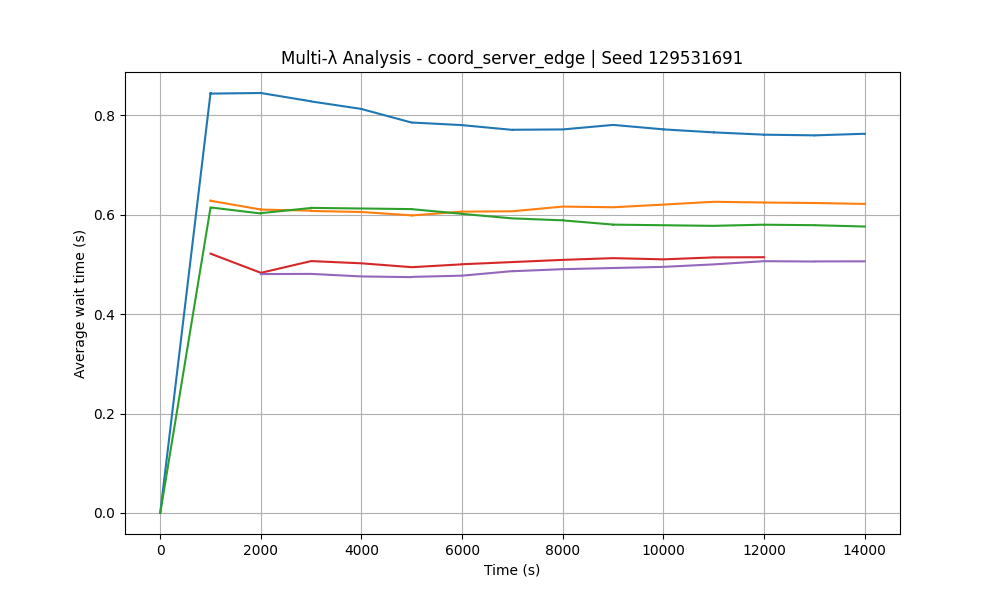 Multi-λ Analysis - coord_server_edge | Seed 129531691
Average wait time (s)
0.8
0.6
0.4
0.2
0.0
0 2000 4000 6000 8000 10000 12000 14000
Time (s)